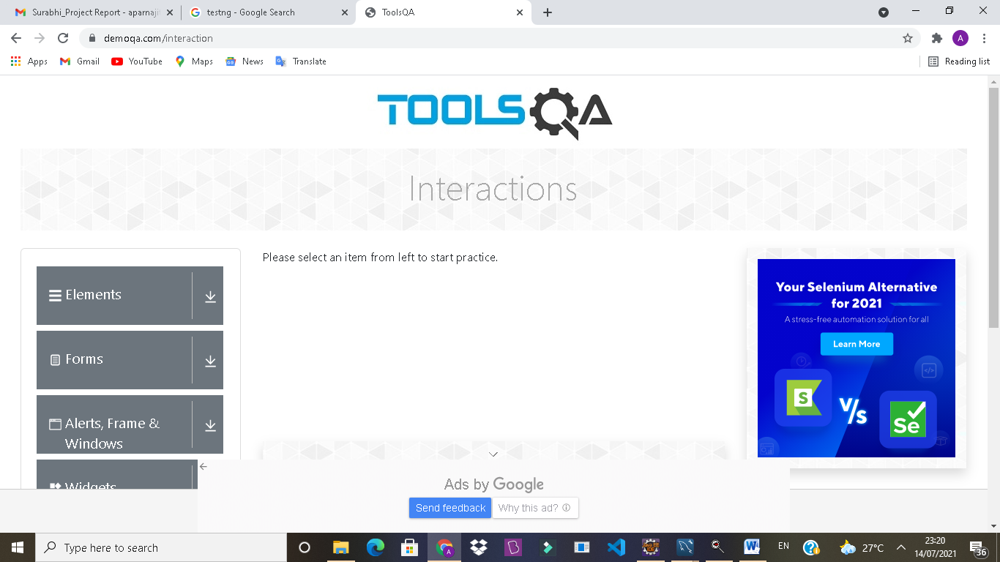 Surabhi_Project Report - aparnaji
testng - Google Search
ToolsQA
demoqa.com/interaction
A
Apps
Gmail
YouTube
Maps
News
Translate
Reading list
TOOLSQA
Interactions
Elements
Forms
Alerts, Frame &
Windows
Widgets
Please select an item from left to start practice.
Your Selenium Alternative
for 2021
A stress-free automation solution for all
Learn More
S
V/s
Se
Ads by Google
Send feedback
Why this ad?
Type here to search
A
EN
27°C
23:20
14/07/2021
36